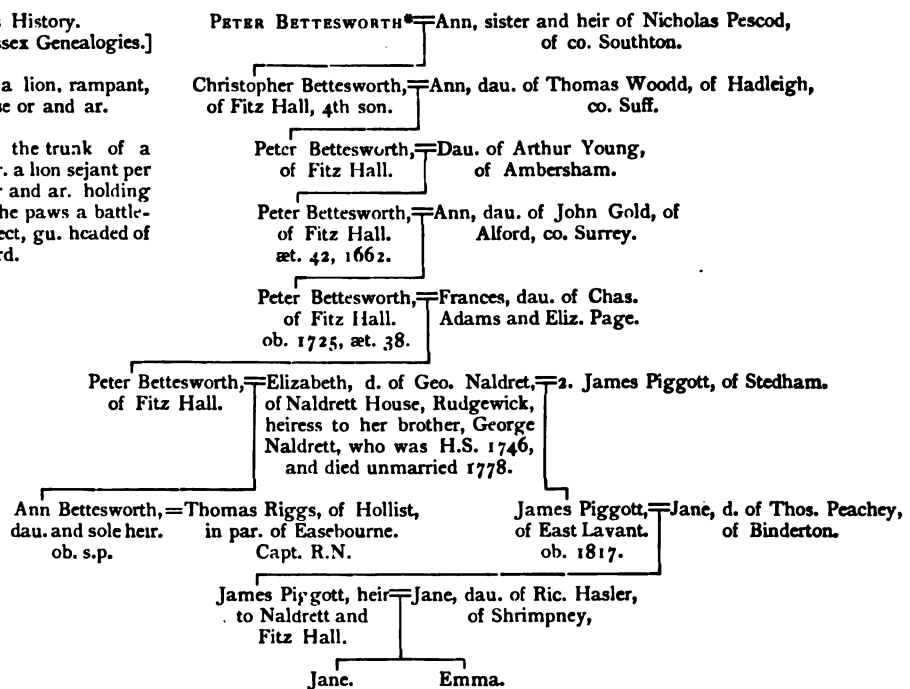 s History.
ssex Genealogies.]
a lion, rampant,
se or and ar.
the trunk of a
r. a lion sejant per
r and ar. holding
he paws a battle-
ect, gu. headed of
rd.
PETER BETTESWORTH*=Ann, sister and heir of Nicholas Pescod,
of co. Southton.
Christopher Bettesworth,=Ann, dau. of Thomas Woodd, of Hadleigh,
of Fitz Hall, 4th son. co. Suff.
Peter Bettesworth,=Dau. of Arthur Young,
of Fitz Hall. of Ambersham.
Peter Bettesworth,=Ann, dau. of John Gold, of
of Fitz Hall. Alford, co. Surrey.
æt. 42, 1662.
Peter Bettesworth,=Frances, dau. of Chas.
of Fitz Hall. Adams and Eliz. Page.
ob. 1725, æt. 38.
Peter Bettesworth,=Elizabeth, d. of Geo. Naldret,=2. James Piggott, of Stedham.
of Fitz Hall. of Naldrett House, Rudgewick,
heiress to her brother, George
Naldrett, who was H.S. 1746,
and died unmarried 1778.
Ann Bettesworth,=Thomas Riggs, of Hollist, James Piggott,=Jane, d. of Thos. Peachey,
dau. and sole heir. in par. of Easebourne. of East Lavant. of Binderton.
ob. s.p. Capt. R.N. ob. 1817.
James Piggott, heir=Jane, dau. of Ric. Hasler,
to Naldrett and of Shrimpney,
Fitz Hall.
Jane. Emma.